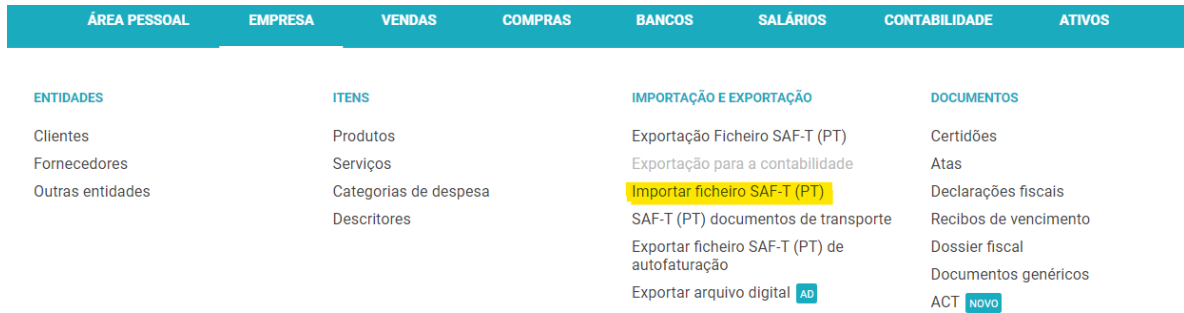 ÁREA PESSOAL EMPRESA VENDAS COMPRAS BANCOS SALÁRIOS CONTABILIDADE ATIVOS
ENTIDADES
Clientes
Fornecedores
Outras entidades
ITENS
Produtos
Serviços
Categorias de despesa
Descritores
IMPORTAÇÃO E EXPORTAÇÃO
Exportação Ficheiro SAF-T (PT)
Exportação para a contabilidade
Importar ficheiro SAF-T (PT)
SAF-T (PT) documentos de transporte
Exportar ficheiro SAF-T (PT) de
autofaturação
Exportar arquivo digital AD
DOCUMENTOS
Certidões
Atas
Declarações fiscais
Recibos de vencimento
Dossier fiscal
Documentos genéricos
ACT NOVO